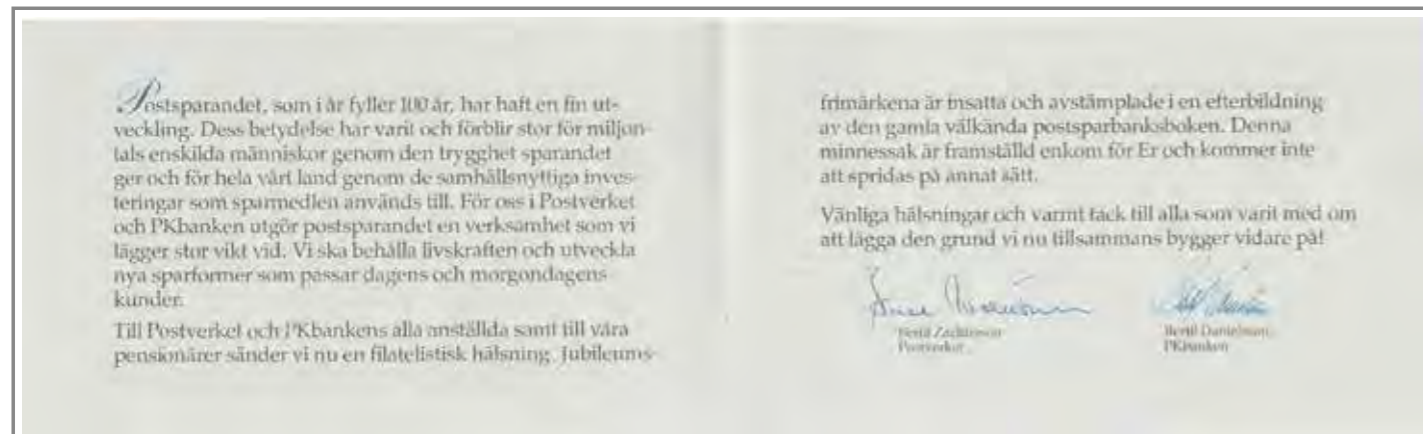 Postsparandet, som i år fyller 100 år, har haft en fin ut-
veckling. Dess betydelse har varit och förblir stor för miljon-
tals enskilda människor genom den trygghet sparandet
ger och för hela vårt land genom de samhällsnyttiga inves-
teringar som sparmedlen används till. För oss i Postverket
och PKbanken utgör postsparandet en verksamhet som vi
lägger stor vikt vid. Vi ska behålla livskraften och utveckla
nya sparformer som passar dagens och morgondagens
kunder.
Till Postverket och PKbankens alla anställda samt till våra
pensionärer sänder vi nu en filatelistisk hälsning. Jubileums-
frimärkena är insatta och avstämplade i en efterbildning
av den gamla välkända postsparbanksboken. Denna
minnessak är framställd enkom för Er och kommer inte
att spridas på annat sätt.
Vänliga hälsningar och varmt tack till alla som varit med om
att lägga den grund vi nu tillsammans bygger vidare på!
Postverket
Bertil Danielsson
PKbanken